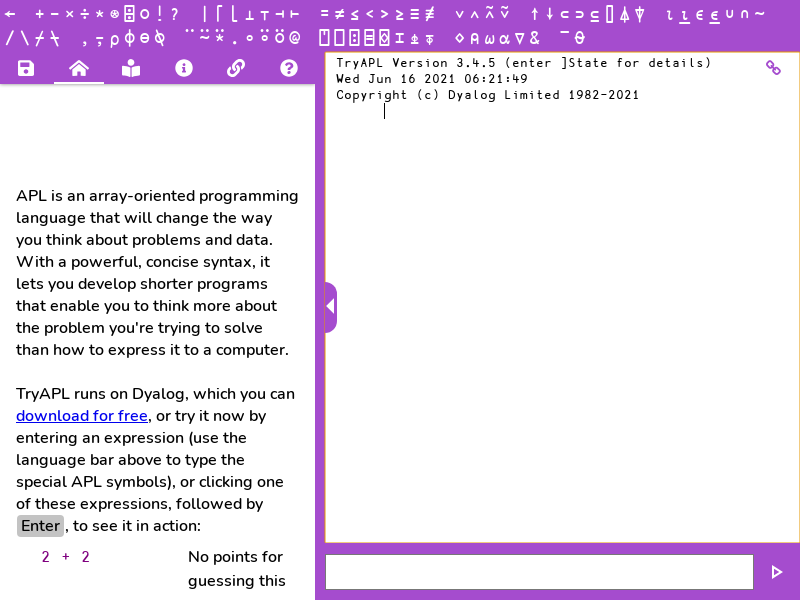 ← + - × ÷ * ⍟ ⌹ ○ ! ? | ⌈ ⌊ ⊥ ⊤ ⊣ ⊢ = ≠ ≤ < > ≥ ≡ ≢ ∨ ∧ ⍲ ⍱ ↑ ↓ ⊂ ⊃ ⊆ ⌷ ⍋ ⍒ ⍳ ⍸ ∊ ⍷ ∪ ∩ ~
/ \ ⌿ ⍀ , ⍪ ⍴ ⌽ ⊖ ⍉ ¨ ⍨ ⍣ . ∘ ⍤ ⍥ @ ⍞ ⎕ ⍠ ⌸ ⌺ ⌶ ⍎ ⍕ ⋄ ⍝ ⍵ ⍺ ∇ & ¯ ⍬
TryAPL Version 3.4.5 (enter ]State for details)
Wed Jun 16 2021 06:21:49
Copyright (c) Dyalog Limited 1982-2021
APL is an array-oriented programming
language that will change the way
you think about problems and data.
With a powerful, concise syntax, it
lets you develop shorter programs
that enable you to think more about
the problem you're trying to solve
than how to express it to a computer.
TryAPL runs on Dyalog, which you can
download for free, or try it now by
entering an expression (use the
language bar above to type the
special APL symbols), or clicking one
of these expressions, followed by
Enter, to see it in action:
2 + 2 No points for
guessing this